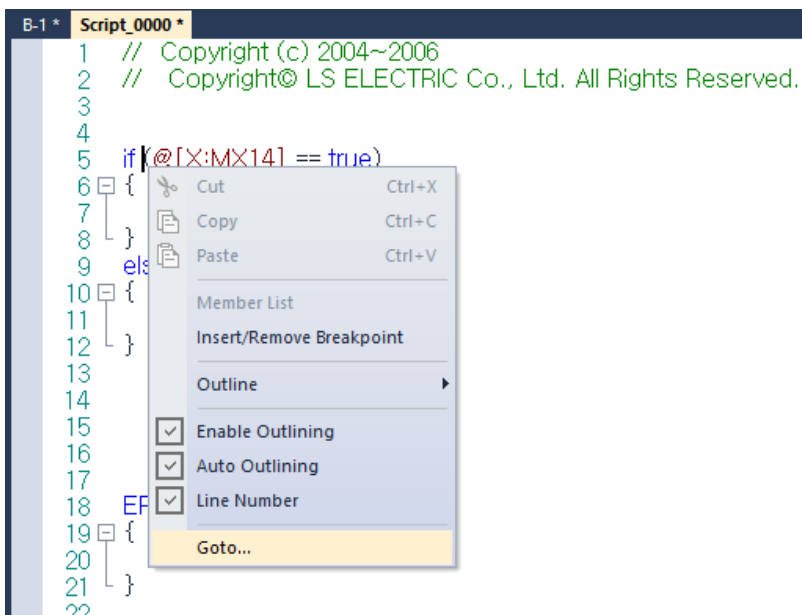 B-1 * Script_0000 *
1 // Copyright (c) 2004~2006
2 // Copyright© LS ELECTRIC Co., Ltd. All Rights Reserved.
3
4
5 if (@[X:MX14] == true)
6 {
7
8 }
9 els
10 {
11
12 }
13
14
15
16
17
18
19 {
20
21 }
22
Cut Ctrl+X
Copy Ctrl+C
Paste Ctrl+V
Member List
Insert/Remove Breakpoint
Outline
Enable Outlining
Auto Outlining
Line Number
Goto...